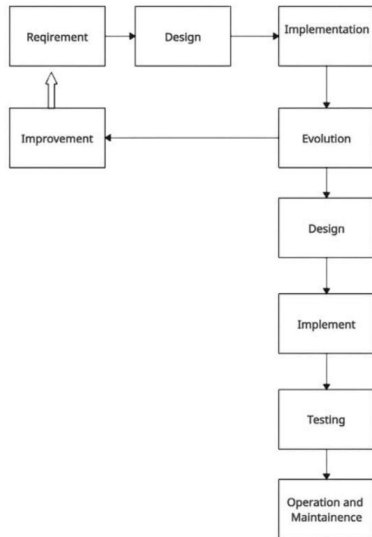 Reqirement
Design
Implementation
Improvement
Evolution
Design
Implement
Testing
Operation and
Maintainence